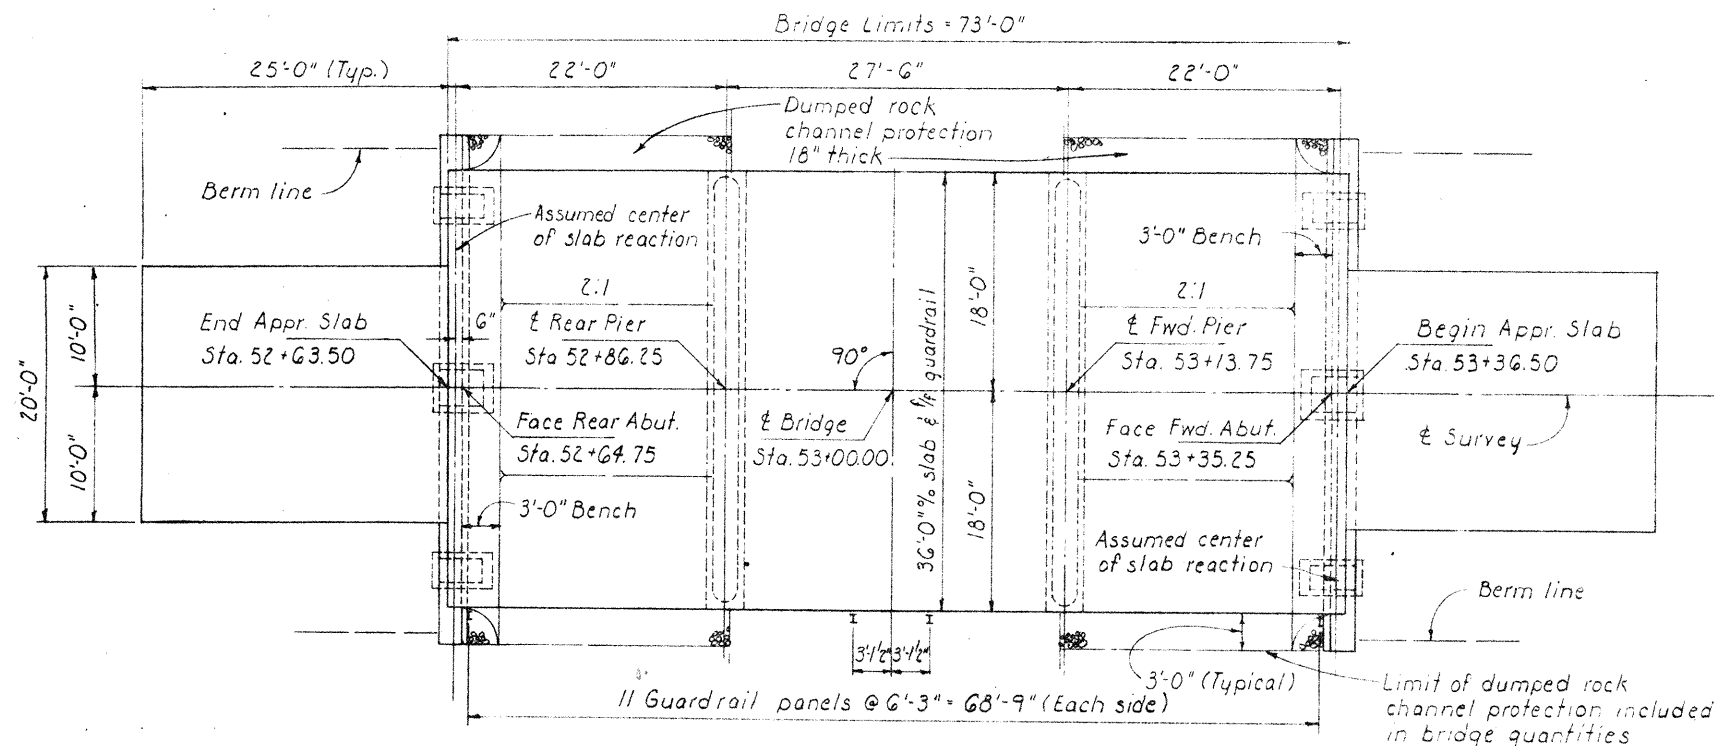 Bridge Limits = 73'-0"
25'-0" (Typ.)
22'-0"
27'-6"
22'-0"
Dumped rock
channel protection
18" thick
Berm line
Assumed center
of slab reaction
3'-0" Bench
2:1
2:1
20'-0"
10'-0"
10'-0"
End Appr. Slab
Sta. 52+63.50
6"
℄ Rear Pier
Sta 52+86.25
90°
36'-0" o/o slab & f/f guardrail
18'-0"
18'-0"
℄ Fwd. Pier
Sta. 53+13.75
Begin Appr. Slab
Sta. 53+36.50
Face Rear Abut.
Sta. 52+64.75
℄ Bridge
Sta. 53+00.00
Face Fwd. Abut.
Sta. 53+35.25
℄ Survey
3'-0" Bench
Assumed center
of slab reaction
Berm line
3'-1½"
3'-1½"
3'-0" (Typical)
11 Guardrail panels @ 6'-3" = 68'-9" (Each side)
Limit of dumped rock
channel protection included
in bridge quantities